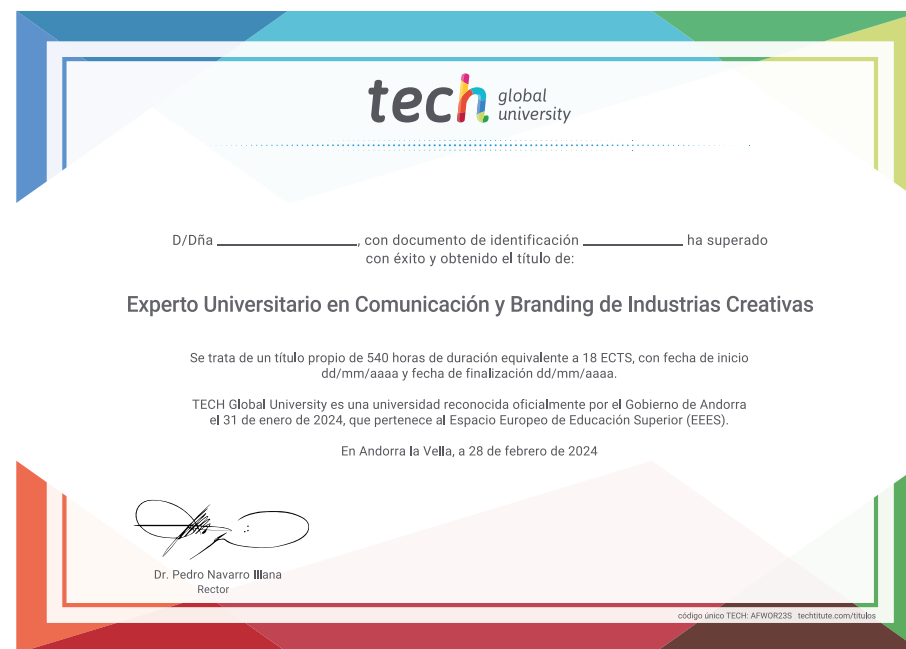 tech global university
D/Dña ____________, con documento de identificación ____________ ha superado
con éxito y obtenido el título de:
Experto Universitario en Comunicación y Branding de Industrias Creativas
Se trata de un título propio de 540 horas de duración equivalente a 18 ECTS, con fecha de inicio
dd/mm/aaaa y fecha de finalización dd/mm/aaaa.
TECH Global University es una universidad reconocida oficialmente por el Gobierno de Andorra
el 31 de enero de 2024, que pertenece al Espacio Europeo de Educación Superior (EEES).
En Andorra la Vella, a 28 de febrero de 2024
Dr. Pedro Navarro Illana
Rector
código único TECH: AFWOR23S techtitute.com/titulos